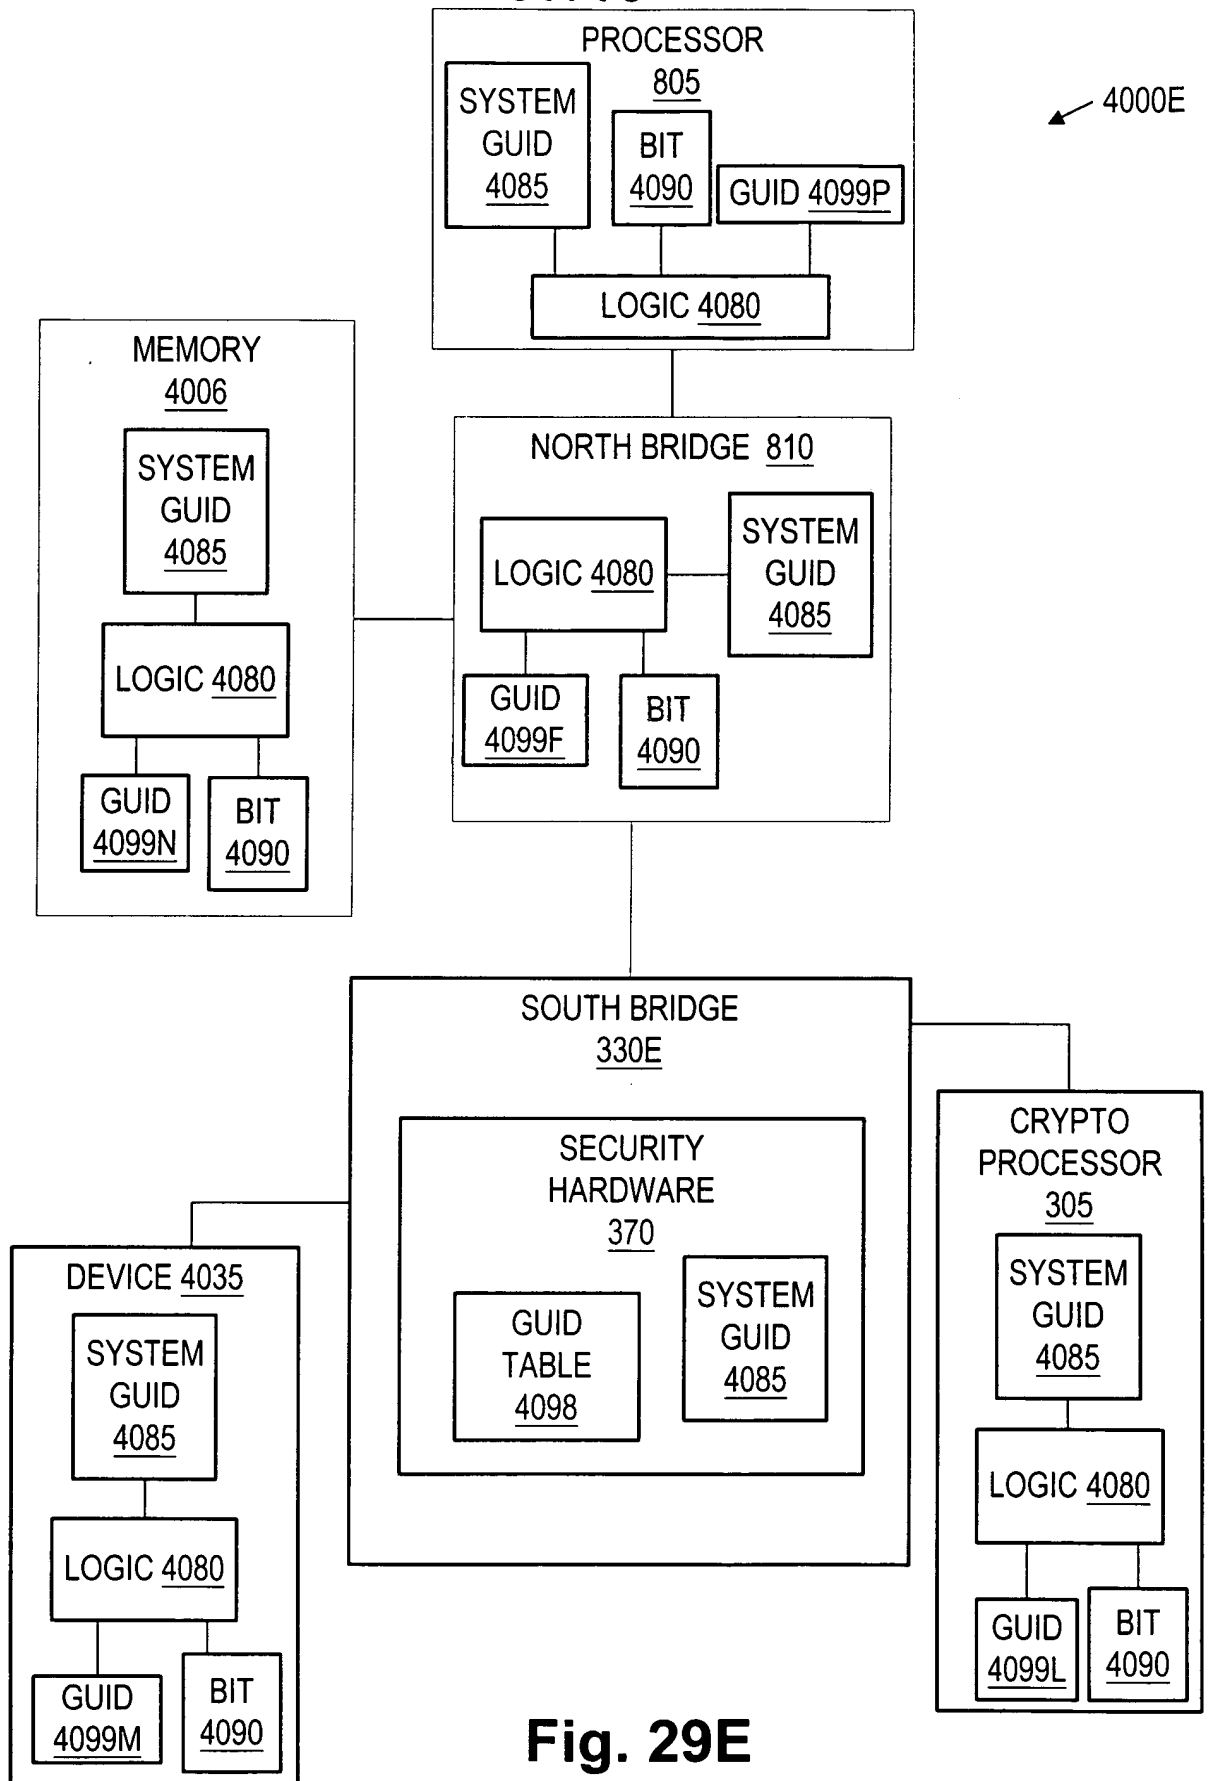 PROCESSOR
805
SYSTEM
GUID
4085
BIT
4090
GUID 4099P
LOGIC 4080
4000E
MEMORY
4006
SYSTEM
GUID
4085
LOGIC 4080
GUID
4099N
BIT
4090
NORTH BRIDGE 810
LOGIC 4080
SYSTEM
GUID
4085
GUID
4099F
BIT
4090
SOUTH BRIDGE
330E
SECURITY
HARDWARE
370
GUID
TABLE
4098
SYSTEM
GUID
4085
CRYPTO
PROCESSOR
305
SYSTEM
GUID
4085
LOGIC 4080
GUID
4099L
BIT
4090
DEVICE 4035
SYSTEM
GUID
4085
LOGIC 4080
GUID
4099M
BIT
4090
Fig. 29E